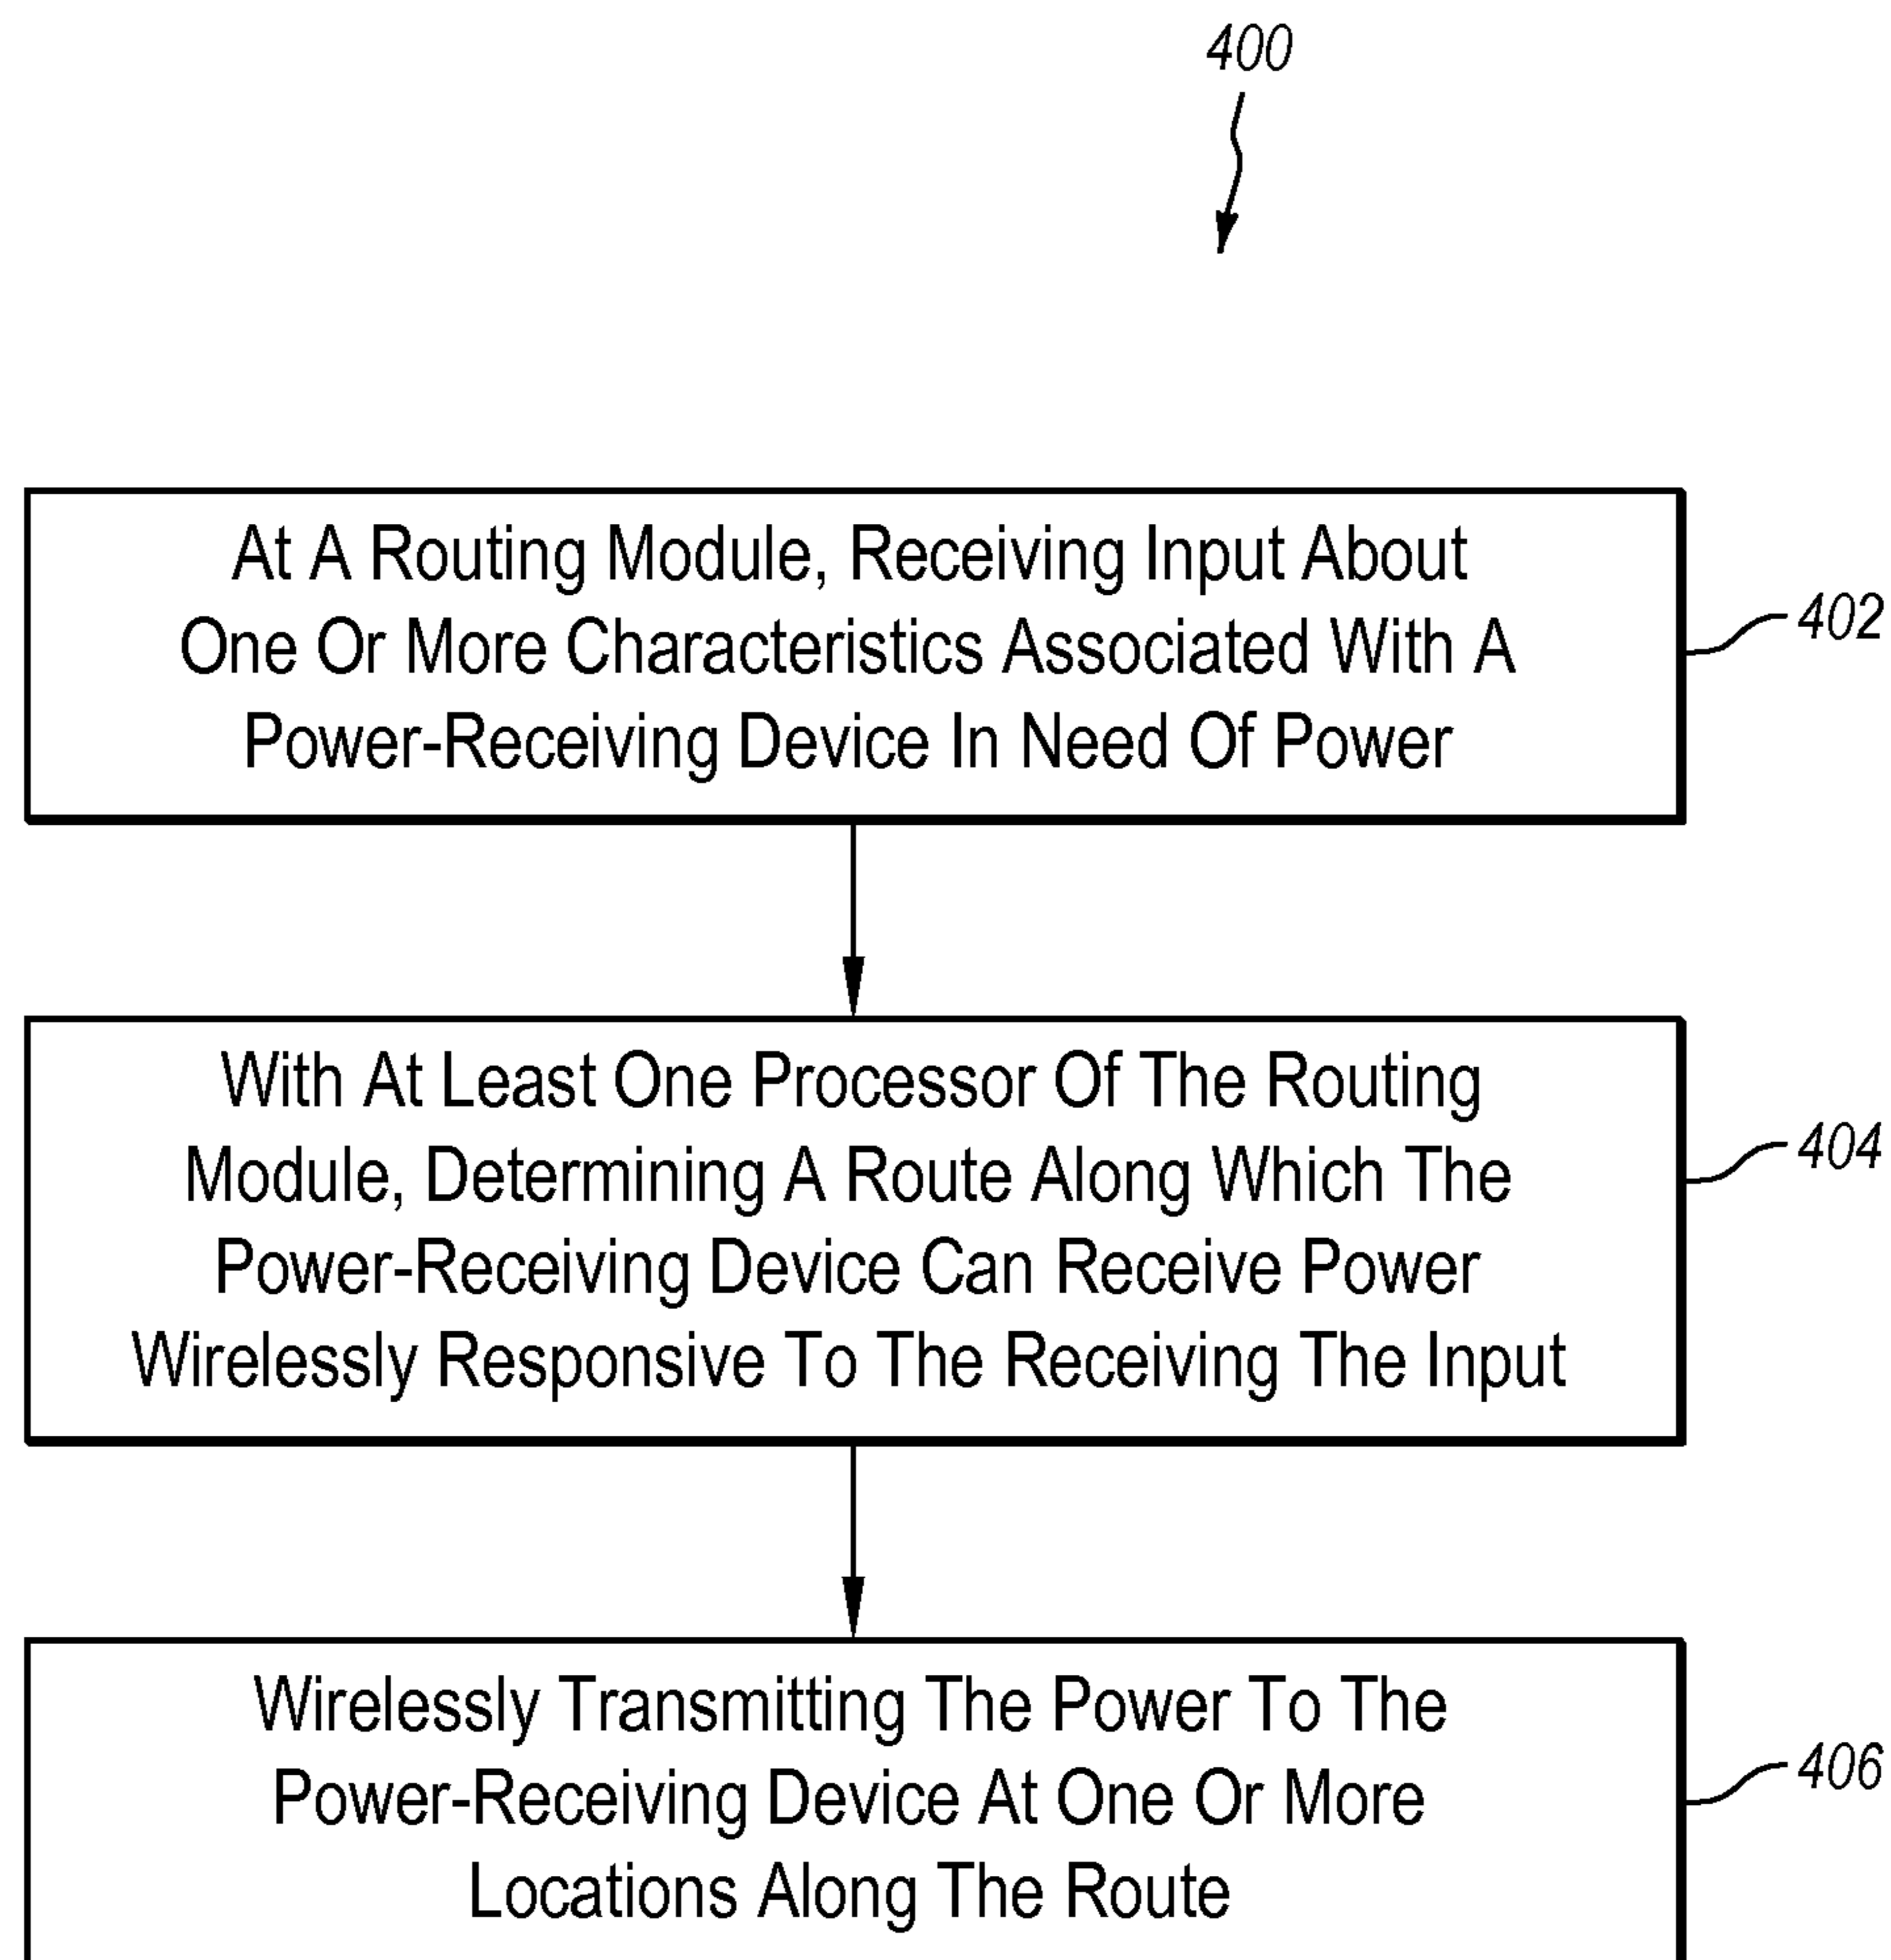 400
At A Routing Module, Receiving Input About
One Or More Characteristics Associated With A
Power-Receiving Device In Need Of Power
402
With At Least One Processor Of The Routing
Module, Determining A Route Along Which The
Power-Receiving Device Can Receive Power
Wirelessly Responsive To The Receiving The Input
404
Wirelessly Transmitting The Power To The
Power-Receiving Device At One Or More
Locations Along The Route
406